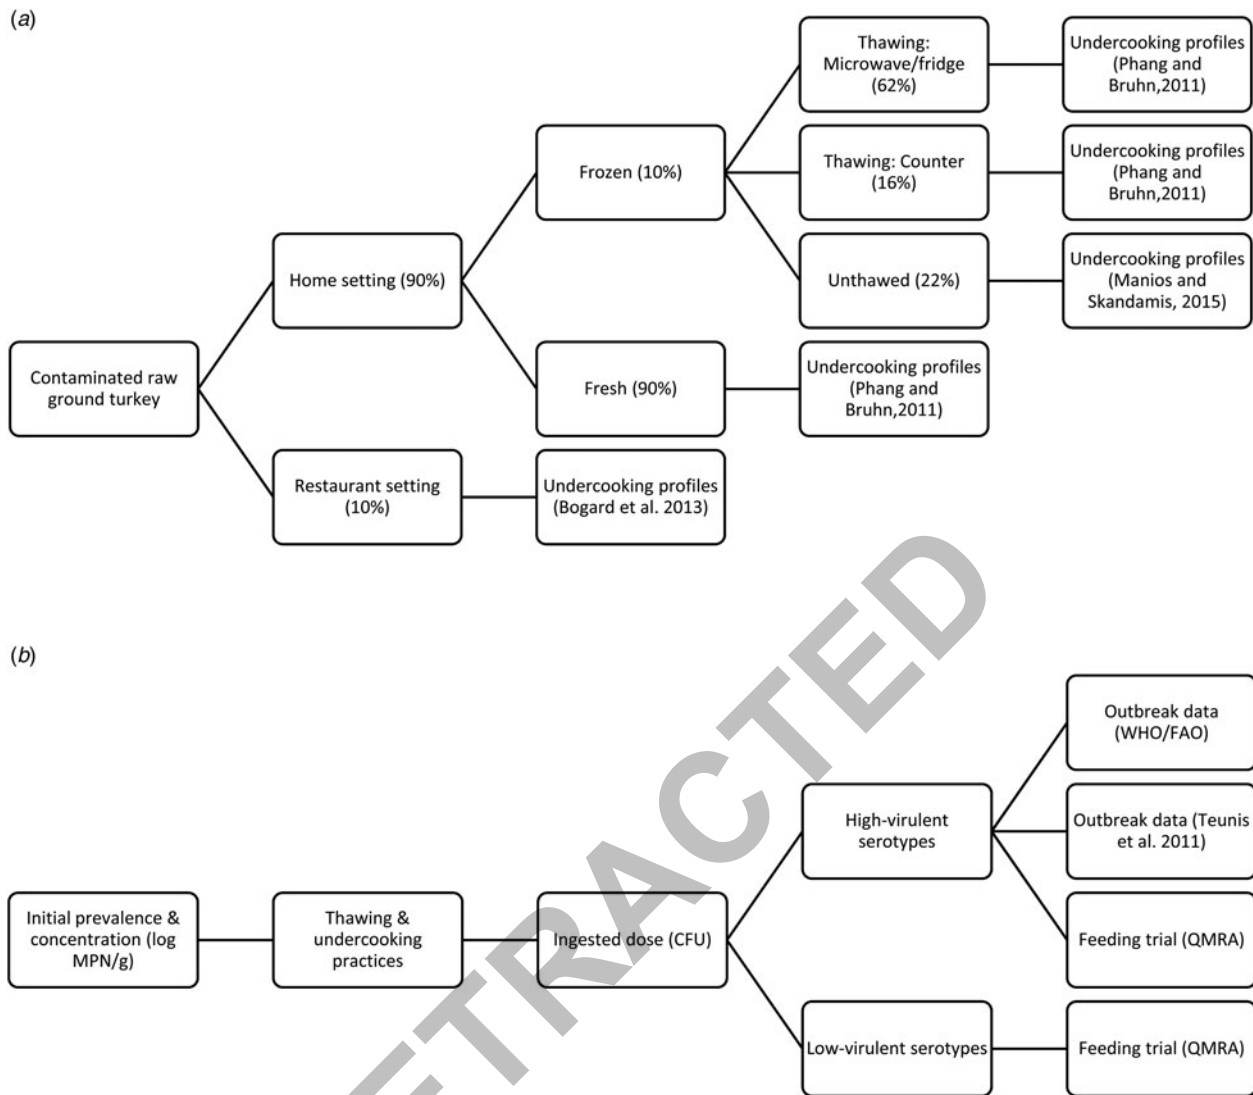 (a)
Contaminated raw
ground turkey
Home setting (90%)
Restaurant setting
(10%)
Frozen (10%)
Fresh (90%)
Undercooking profiles
(Bogard et al. 2013)
Thawing:
Microwave/fridge
(62%)
Thawing: Counter
(16%)
Unthawed (22%)
Undercooking profiles
(Phang and
Bruhn,2011)
Undercooking profiles
(Phang and
Bruhn,2011)
Undercooking profiles
(Phang and
Bruhn,2011)
Undercooking profiles
(Manios and
Skandamis, 2015)
(b)
Initial prevalence &
concentration (log
MPN/g)
Thawing &
undercooking
practices
Ingested dose (CFU)
High-virulent
serotypes
Low-virulent serotypes
Outbreak data
(WHO/FAO)
Outbreak data (Teunis
et al. 2011)
Feeding trial (QMRA)
Feeding trial (QMRA)
ETRACTED